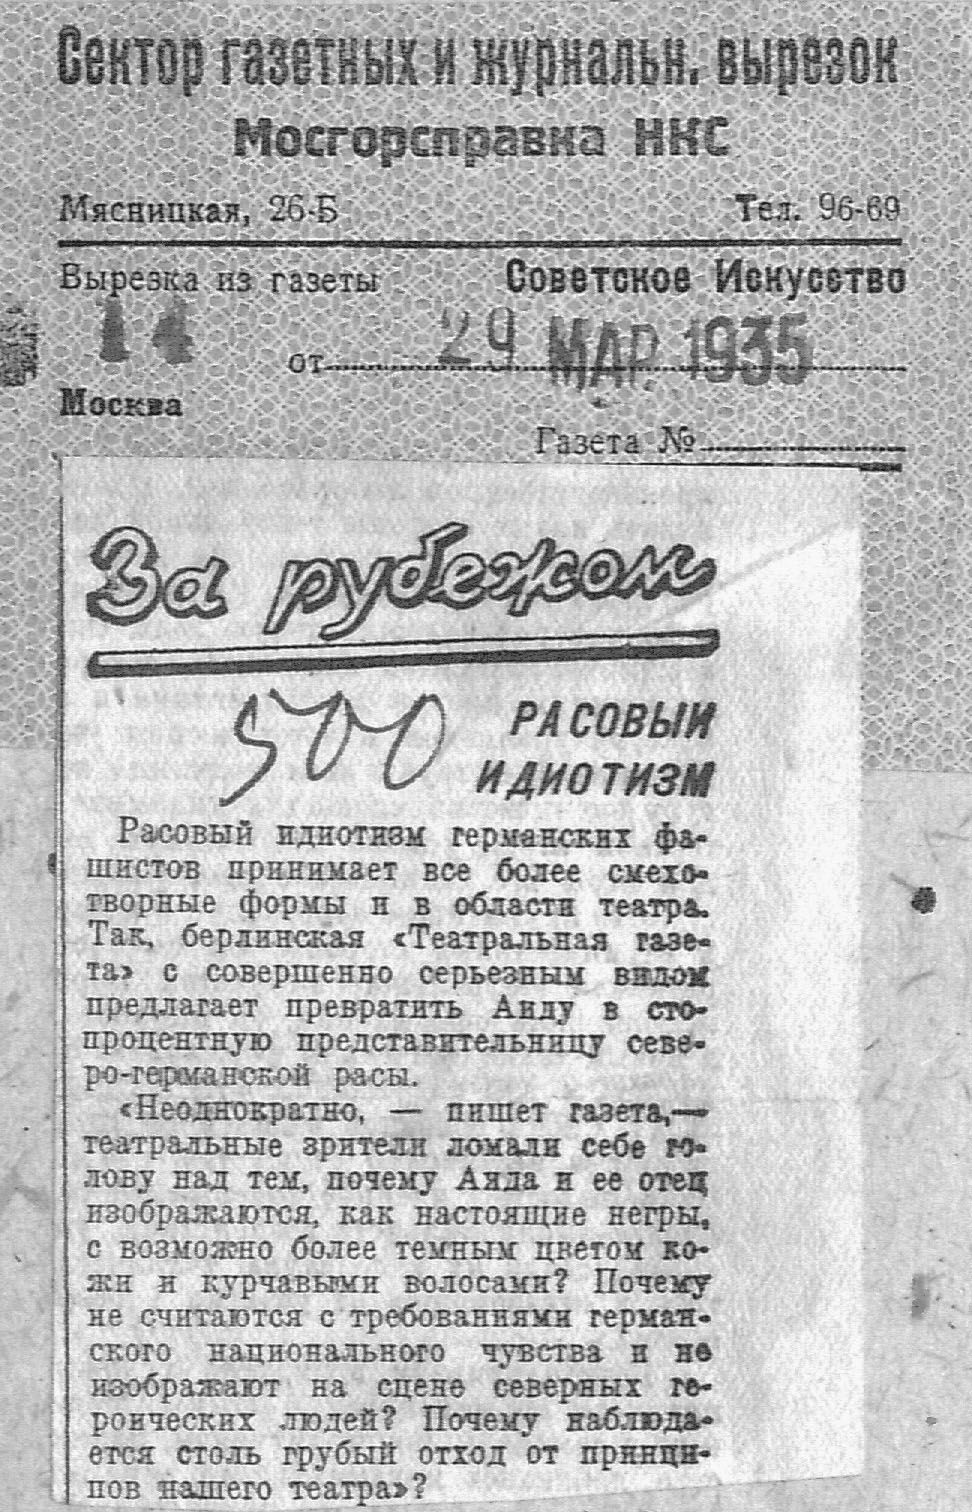 Сектор газетных и журнальн. вырезок
Мосгорсправка НКС
Мясницкая, 26-Б Тел. 96-69
Вырезка из газеты Советское Искусство
14 от 29 МАР. 1935
Москва
Газета №
За рубежом
500 РАСОВЫЙ
ИДИОТИЗМ
Расовый идиотизм германских фа-
шистов принимает все более смехо-
творные формы и в области театра.
Так, берлинская «Театральная газе-
та» с совершенно серьезным видом
предлагает превратить Аиду в сто-
процентную представительницу севе-
ро-германской расы.
«Неоднократно, — пишет газета,—
театральные зрители ломали себе го-
лову над тем, почему Аида и ее отец
изображаются, как настоящие негры,
с возможно более темным цветом ко-
жи и курчавыми волосами? Почему
не считаются с требованиями герман-
ского национального чувства и не
изображают на сцене северных ге-
роических людей? Почему наблюда-
ется столь грубый отход от принци-
пов нашего театра»?